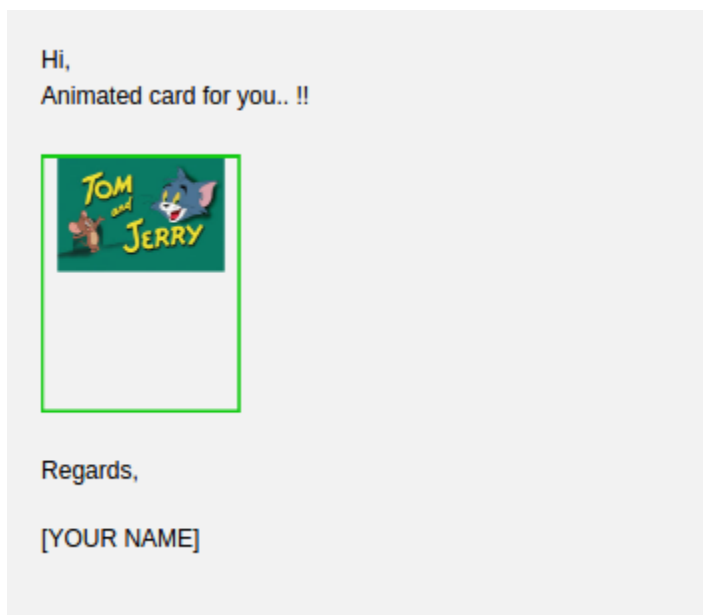 Hi,
Animated card for you.. !!
TOM
and
JERRY
Regards,
[YOUR NAME]